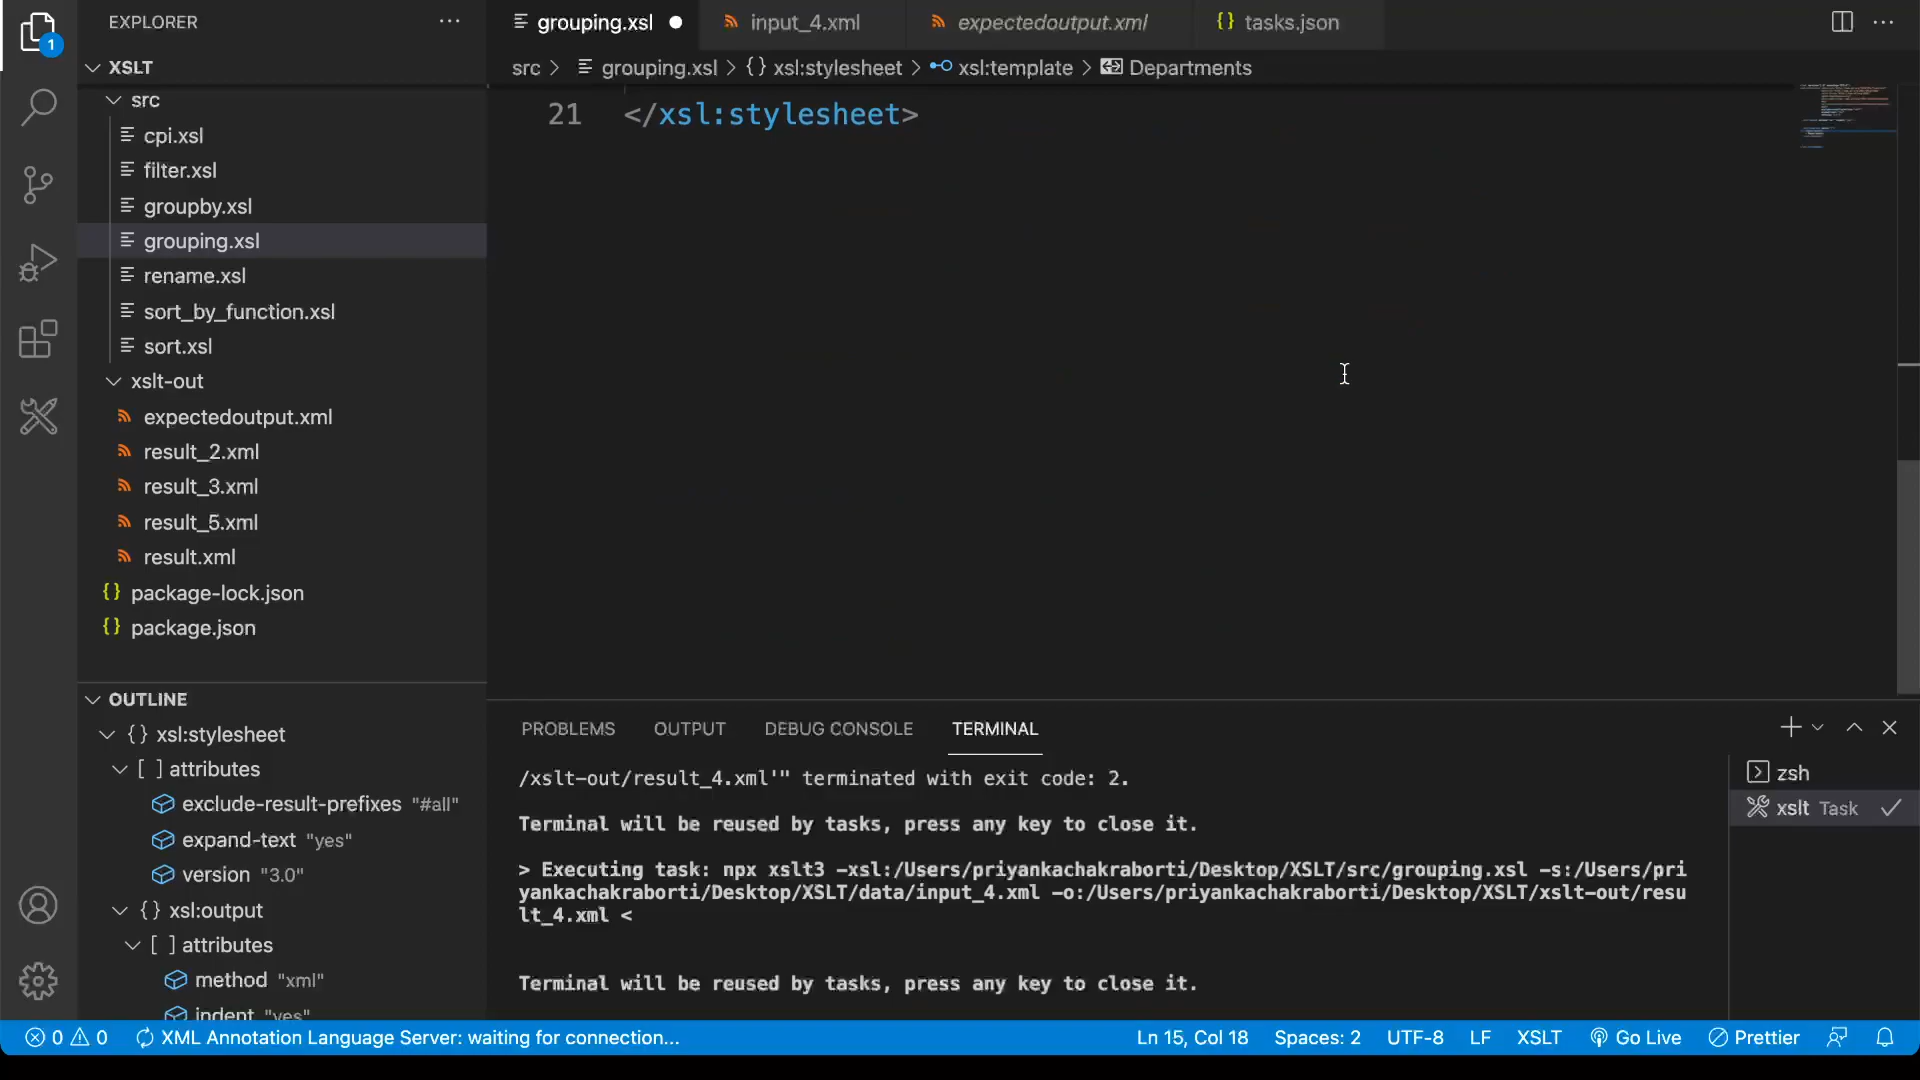 EXPLORER
grouping.xsl
input_4.xml
expectedoutput.xml
{} tasks.json
1
XSLT
src > grouping.xsl > {} xsl:stylesheet > xsl:template > Departments
src
cpi.xsl
filter.xsl
groupby.xsl
grouping.xsl
rename.xsl
sort_by_function.xsl
sort.xsl
xslt-out
expectedoutput.xml
result_2.xml
result_3.xml
result_5.xml
result.xml
{} package-lock.json
{} package.json
21 </xsl:stylesheet>
OUTLINE
{} xsl:stylesheet
[ ] attributes
exclude-result-prefixes "#all"
expand-text "yes"
version "3.0"
{} xsl:output
[ ] attributes
method "xml"
indent "yes"
PROBLEMS OUTPUT DEBUG CONSOLE TERMINAL
/xslt-out/result_4.xml'" terminated with exit code: 2.
Terminal will be reused by tasks, press any key to close it.
> Executing task: npx xslt3 -xsl:/Users/priyankachakraborti/Desktop/XSLT/src/grouping.xsl -s:/Users/pri
yankachakraborti/Desktop/XSLT/data/input_4.xml -o:/Users/priyankachakraborti/Desktop/XSLT/xslt-out/resu
lt_4.xml <
Terminal will be reused by tasks, press any key to close it.
zsh
xslt Task
0 0 XML Annotation Language Server: waiting for connection... Ln 15, Col 18 Spaces: 2 UTF-8 LF XSLT Go Live Prettier